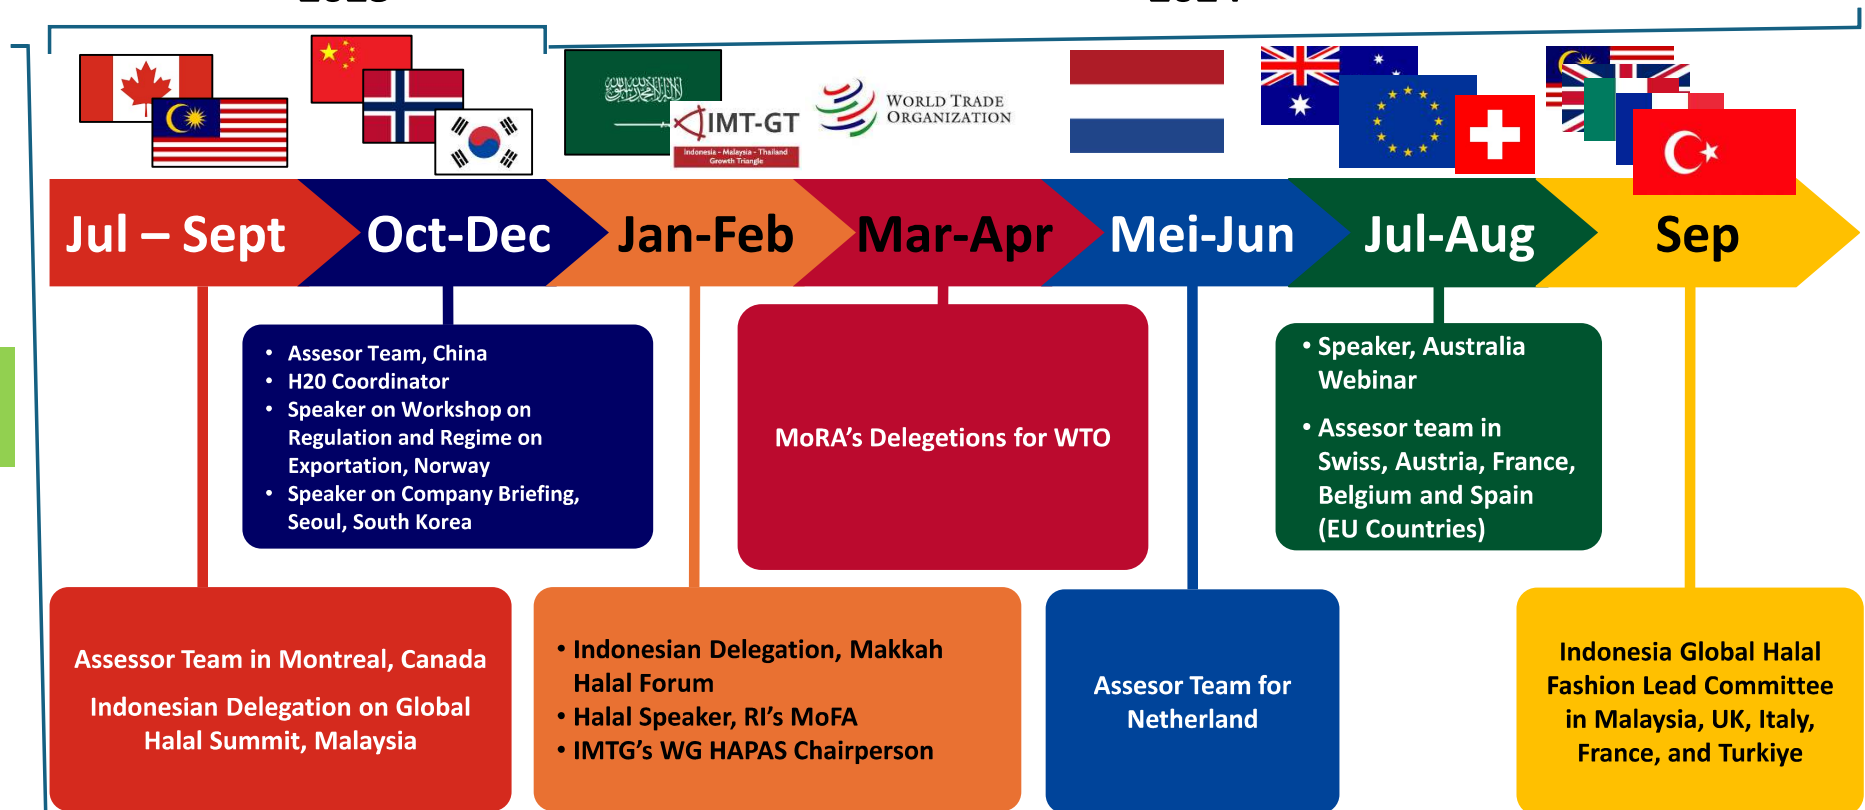 2023
2024
IMT-GT
Indonesia - Malaysia - Thailand
Growth Triangle
WORLD TRADE
ORGANIZATION
Jul – Sept
Oct-Dec
Jan-Feb
Mar-Apr
Mei-Jun
Jul-Aug
Sep
• Assesor Team, China
• H20 Coordinator
• Speaker on Workshop on
Regulation and Regime on
Exportation, Norway
• Speaker on Company Briefing,
Seoul, South Korea
MoRA’s Delegetions for WTO
• Speaker, Australia
Webinar
• Assesor team in
Swiss, Austria, France,
Belgium and Spain
(EU Countries)
Assessor Team in Montreal, Canada
Indonesian Delegation on Global
Halal Summit, Malaysia
• Indonesian Delegation, Makkah
Halal Forum
• Halal Speaker, RI’s MoFA
• IMTG’s WG HAPAS Chairperson
Assesor Team for
Netherland
Indonesia Global Halal
Fashion Lead Committee
in Malaysia, UK, Italy,
France, and Turkiye